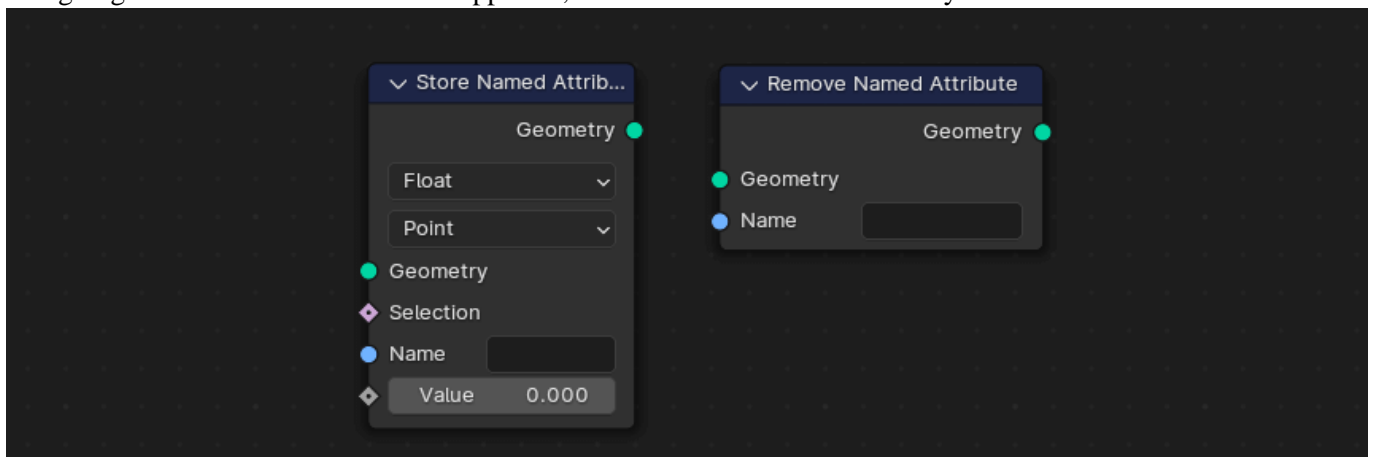 Store Named Attrib...
Geometry
Float
Point
Geometry
Selection
Name
Value 0.000
Remove Named Attribute
Geometry
Geometry
Name